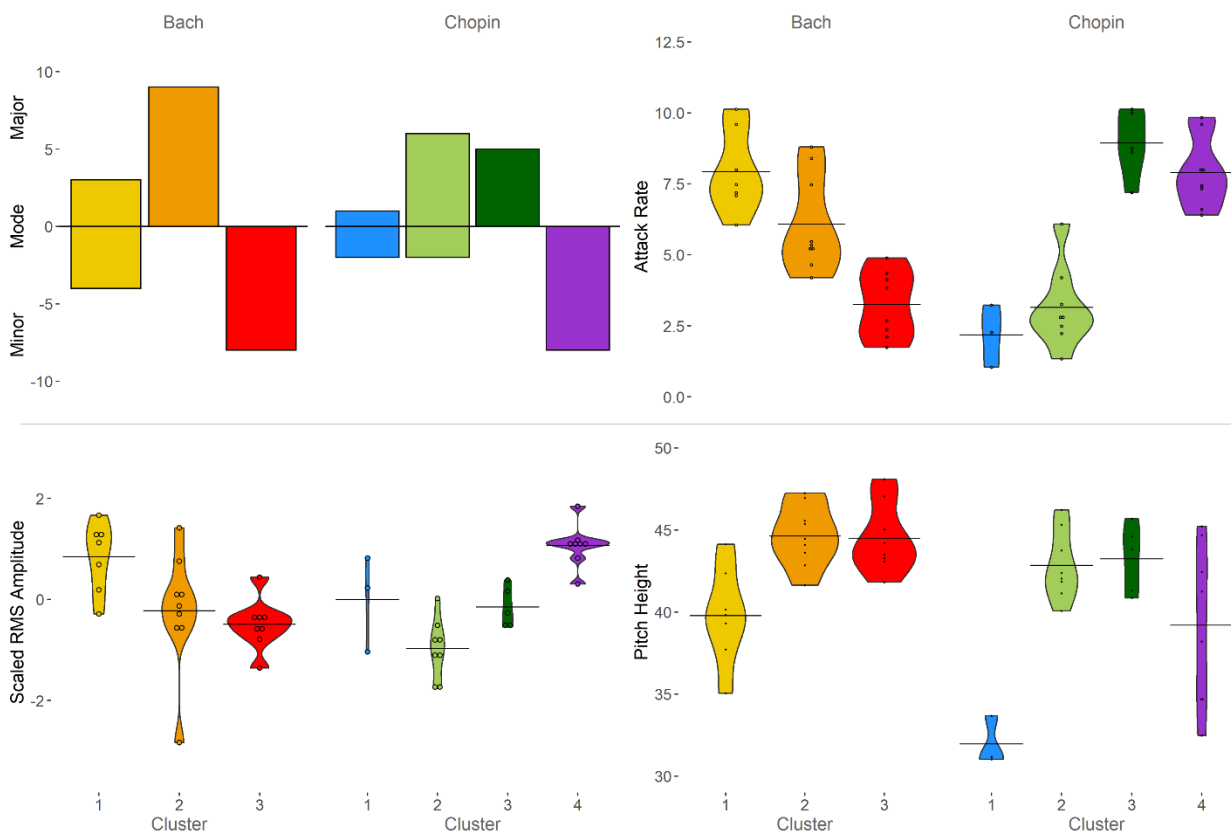 Bach Chopin
10
5
0
-5
-10
Minor Mode Major
Bach Chopin
12.5
10.0
7.5
5.0
2.5
0.0
Attack Rate
2
0
-2
Scaled RMS Amplitude
1 2 3 1 2 3 4
Cluster Cluster
50
45
40
35
30
Pitch Height
1 2 3 1 2 3 4
Cluster Cluster